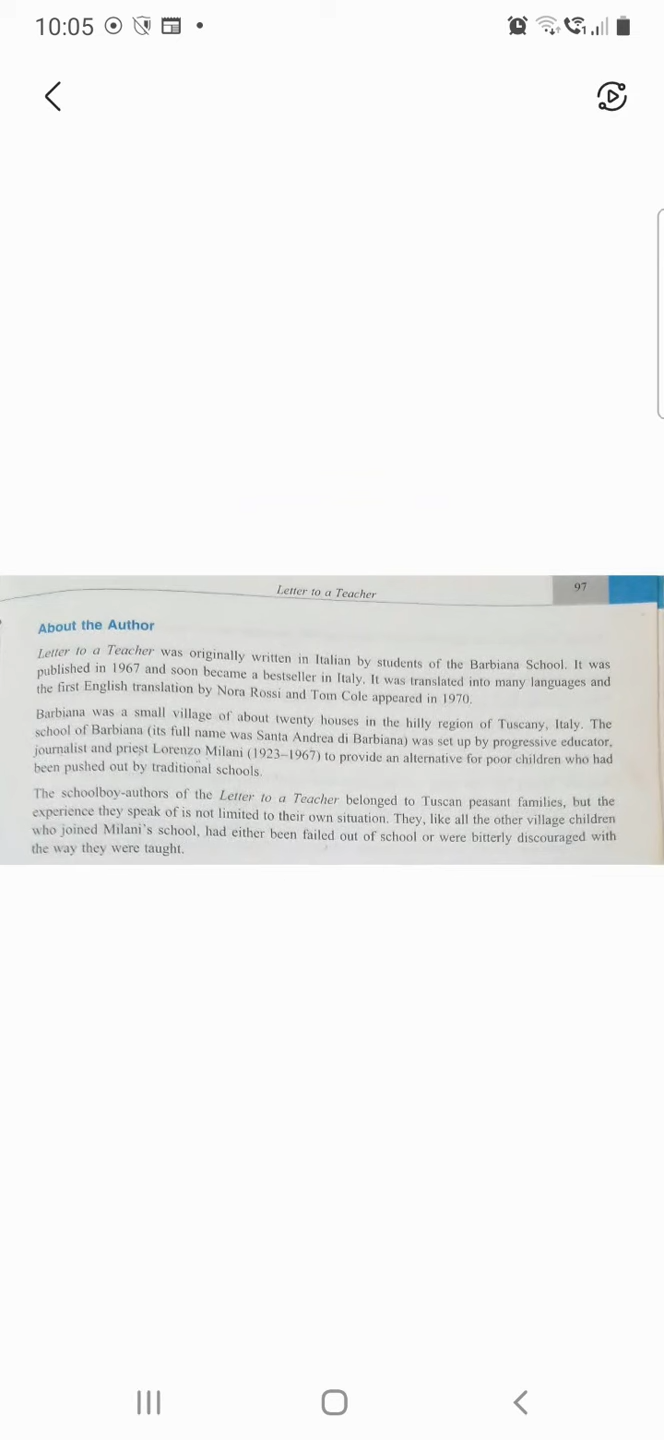 10:05
Letter to a Teacher 97
About the Author
Letter to a Teacher was originally written in Italian by students of the Barbiana School. It was
published in 1967 and soon became a bestseller in Italy. It was translated into many languages and
the first English translation by Nora Rossi and Tom Cole appeared in 1970.
Barbiana was a small village of about twenty houses in the hilly region of Tuscany, Italy. The
school of Barbiana (its full name was Santa Andrea di Barbiana) was set up by progressive educator,
journalist and priest Lorenzo Milani (1923–1967) to provide an alternative for poor children who had
been pushed out by traditional schools.
The schoolboy-authors of the Letter to a Teacher belonged to Tuscan peasant families, but the
experience they speak of is not limited to their own situation. They, like all the other village children
who joined Milani's school, had either been failed out of school or were bitterly discouraged with
the way they were taught.